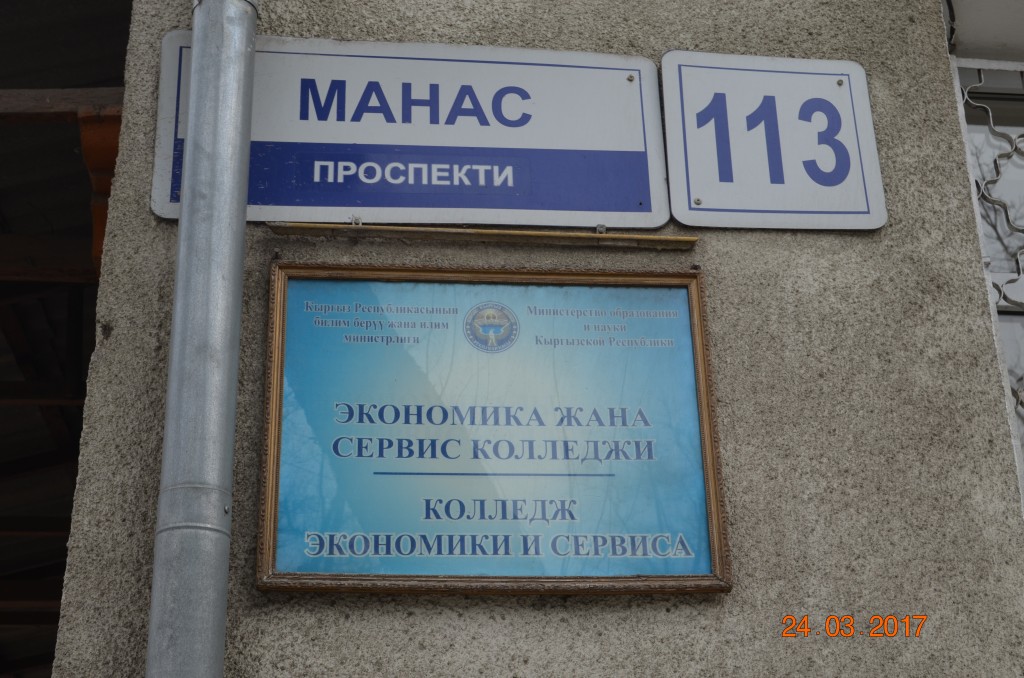 МАНАС
ПРОСПЕКТИ
113
Кыргыз Республикасынын
билим берүү жана илим
министрлиги
Министерство образования
и науки
Кыргызской Республики
ЭКОНОМИКА ЖАНА
СЕРВИС КОЛЛЕДЖИ
КОЛЛЕДЖ
ЭКОНОМИКИ И СЕРВИСА
24.03.2017